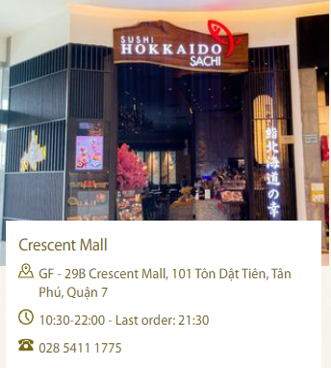 SUSHI
HOKKAIDO
SACHI
鮨北海道の幸
Crescent Mall
GF - 29B Crescent Mall, 101 Tôn Dật Tiên, Tân
Phú, Quận 7
10:30-22:00 - Last order: 21:30
028 5411 1775